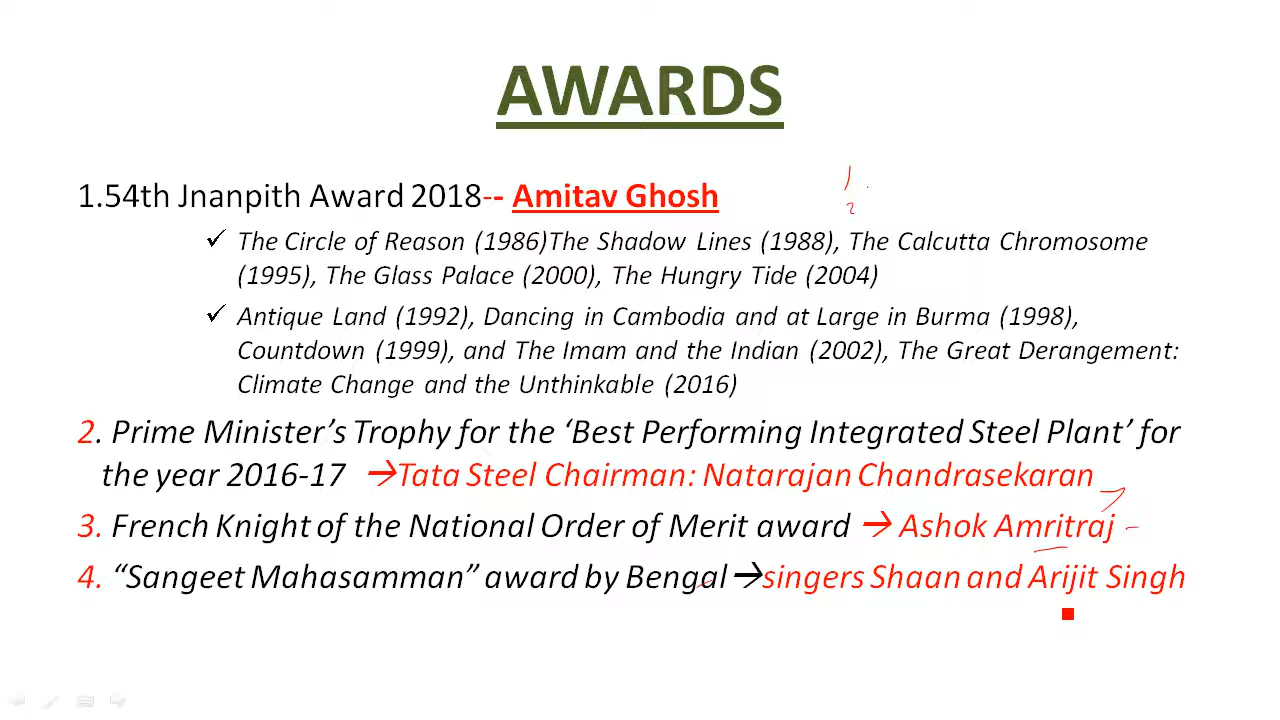 AWARDS
1.54th Jnanpith Award 2018-- Amitav Ghosh
1
2
✓ The Circle of Reason (1986)The Shadow Lines (1988), The Calcutta Chromosome
(1995), The Glass Palace (2000), The Hungry Tide (2004)
✓ Antique Land (1992), Dancing in Cambodia and at Large in Burma (1998),
Countdown (1999), and The Imam and the Indian (2002), The Great Derangement:
Climate Change and the Unthinkable (2016)
2. Prime Minister’s Trophy for the ‘Best Performing Integrated Steel Plant’ for
the year 2016-17 →Tata Steel Chairman: Natarajan Chandrasekaran
3. French Knight of the National Order of Merit award → Ashok Amritraj
4. “Sangeet Mahasamman” award by Bengal →singers Shaan and Arijit Singh